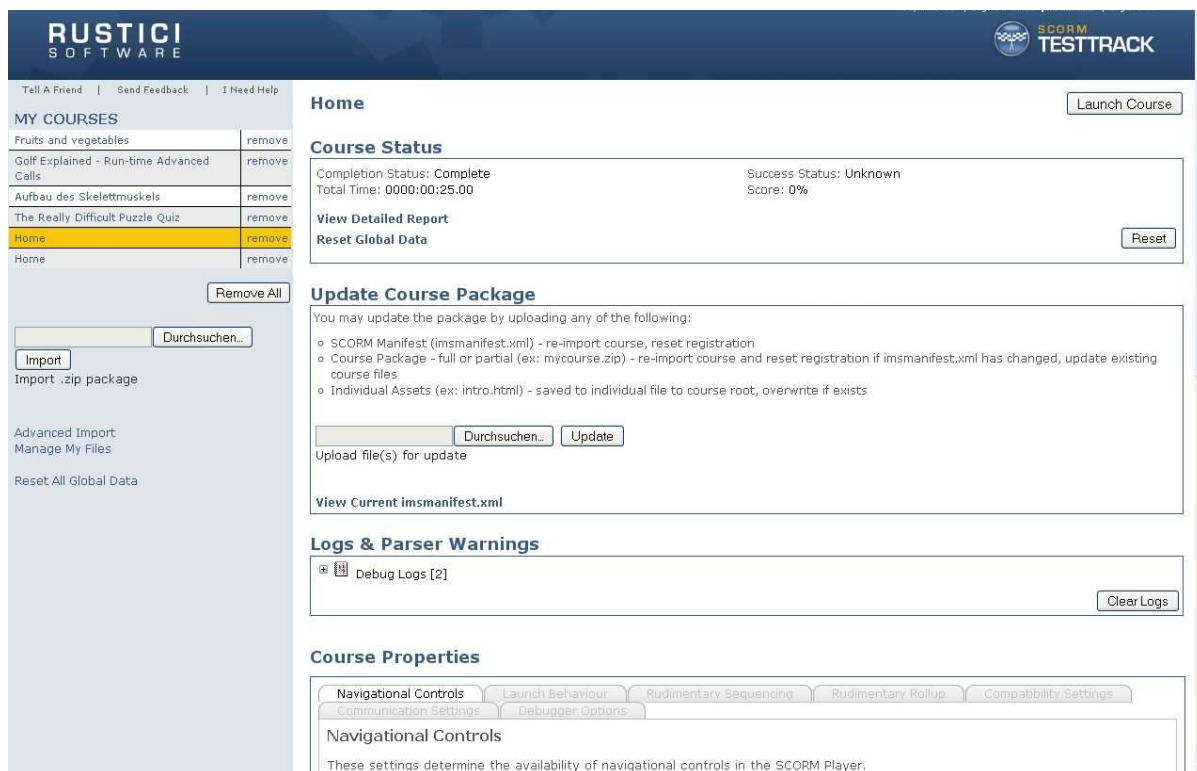 RUSTICI
SOFTWARE
SCORM
TESTTRACK
Tell A Friend | Send Feedback | I Need Help
MY COURSES
Fruits and vegetables remove
Golf Explained - Run-time Advanced
Calls remove
Aufbau des Skelettmuskels remove
The Really Difficult Puzzle Quiz remove
Home remove
Home remove
Remove All
Durchsuchen...
Import
Import .zip package
Advanced Import
Manage My Files
Reset All Global Data
Home
Launch Course
Course Status
Completion Status: Complete Success Status: Unknown
Total Time: 0000:00:25.00 Score: 0%
View Detailed Report
Reset Global Data Reset
Update Course Package
You may update the package by uploading any of the following:
SCORM Manifest (imsmanifest.xml) - re-import course, reset registration
Course Package - full or partial (ex: mycourse.zip) - re-import course and reset registration if imsmanifest.xml has changed, update existing
course files
Individual Assets (ex: intro.html) - saved to individual file to course root, overwrite if exists
Durchsuchen... Update
Upload file(s) for update
View Current imsmanifest.xml
Logs & Parser Warnings
Debug Logs [2]
Clear Logs
Course Properties
Navigational Controls Launch Behaviour Rudimentary Sequencing Rudimentary Rollup Compatibility Settings
Communication Settings Debugger Options
Navigational Controls
These settings determine the availability of navigational controls in the SCORM Player.